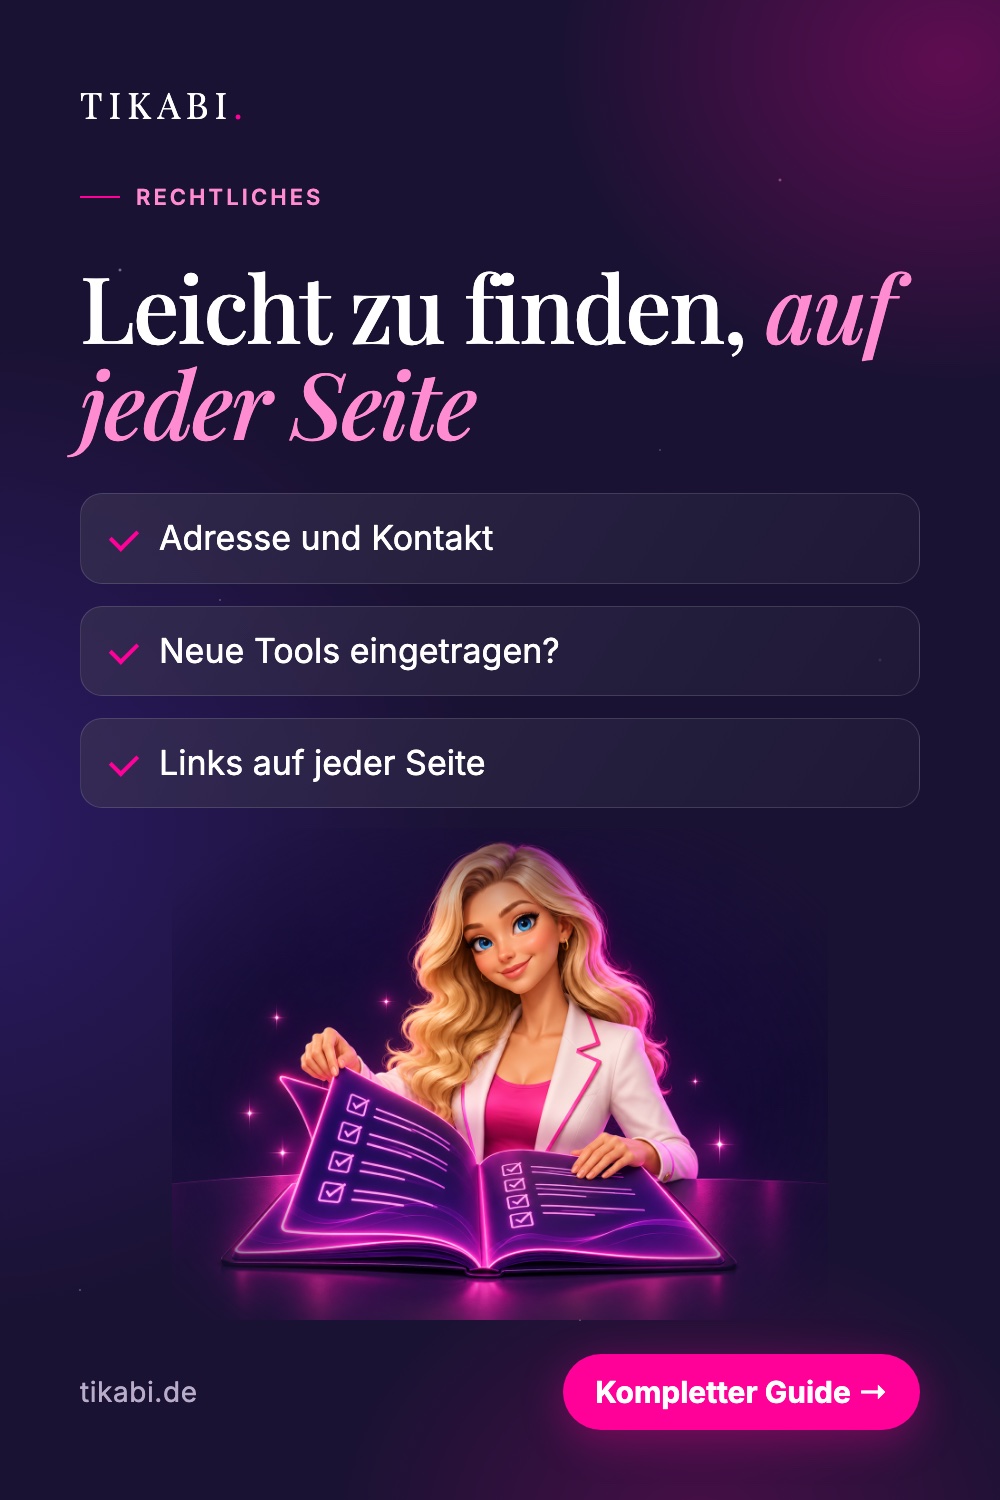 TIKABI.
RECHTLICHES
Leicht zu finden, auf
jeder Seite
Adresse und Kontakt
Neue Tools eingetragen?
Links auf jeder Seite
tikabi.de
Kompletter Guide →